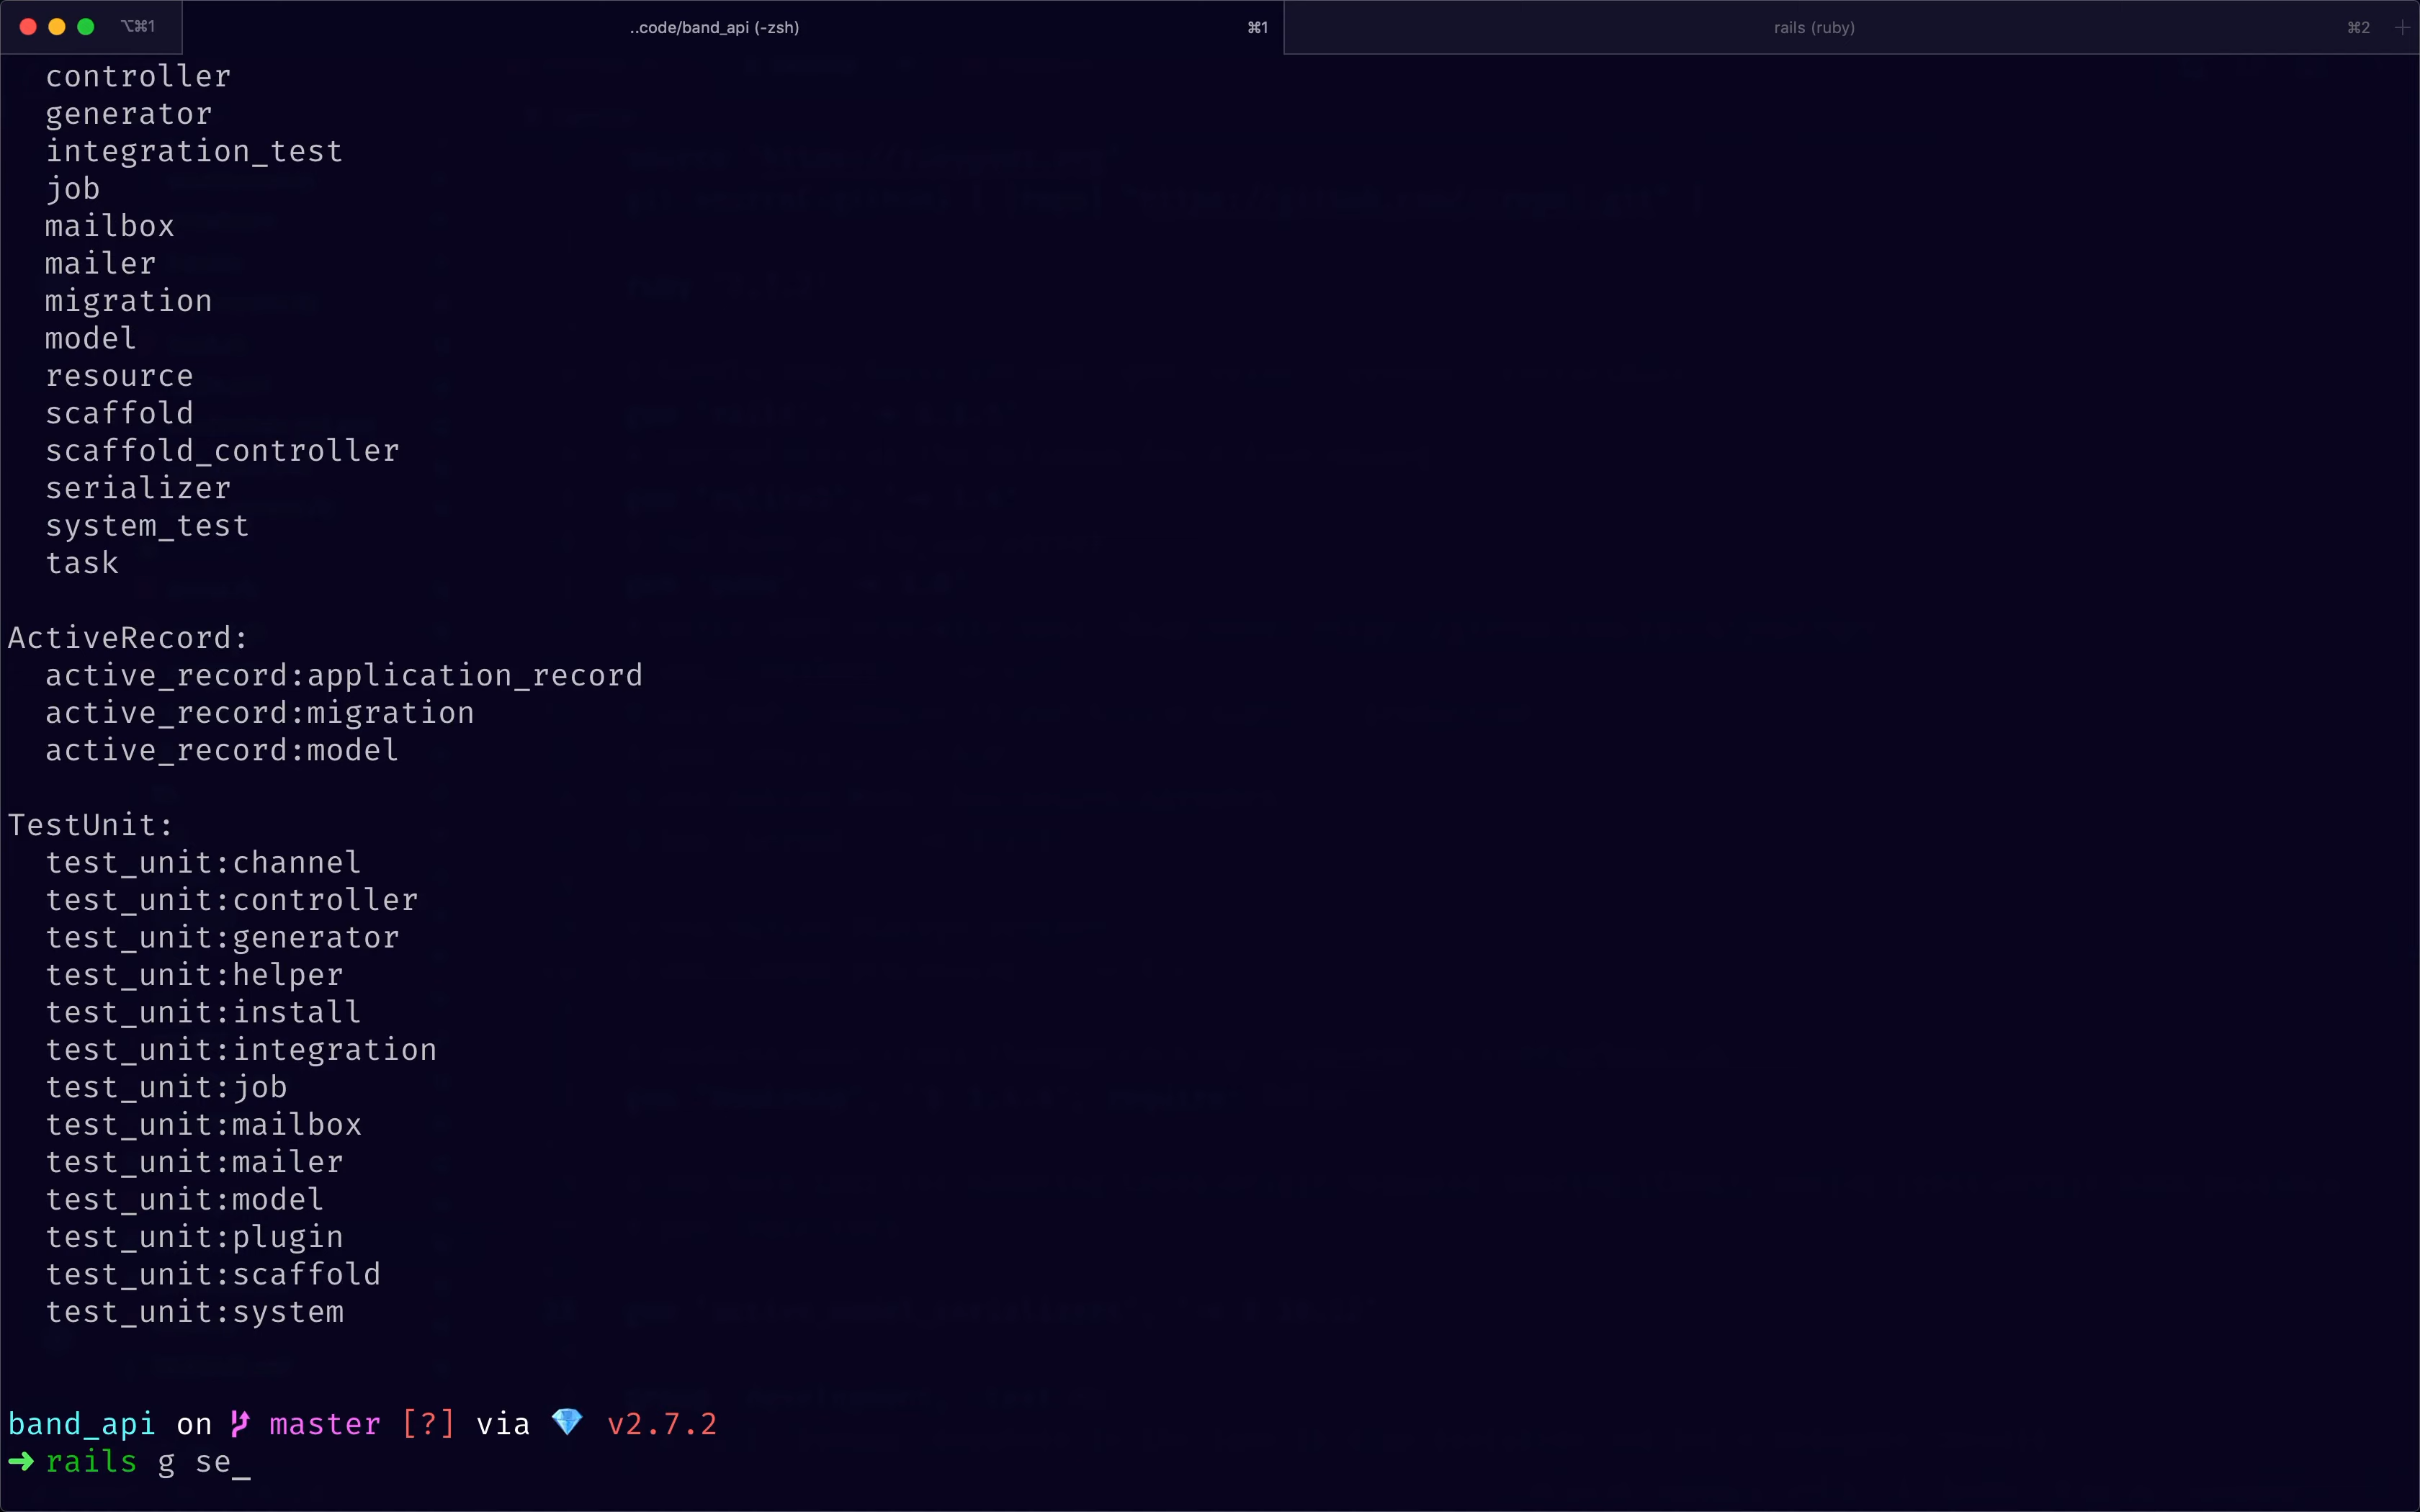 ⌥⌘1 ..code/band_api (-zsh) ⌘1 rails (ruby) ⌘2 +
controller
generator
integration_test
job
mailbox
mailer
migration
model
resource
scaffold
scaffold_controller
serializer
system_test
task
ActiveRecord:
active_record:application_record
active_record:migration
active_record:model
TestUnit:
test_unit:channel
test_unit:controller
test_unit:generator
test_unit:helper
test_unit:install
test_unit:integration
test_unit:job
test_unit:mailbox
test_unit:mailer
test_unit:model
test_unit:plugin
test_unit:scaffold
test_unit:system
band_api on master [?] via 💎 v2.7.2
➜ rails g se_